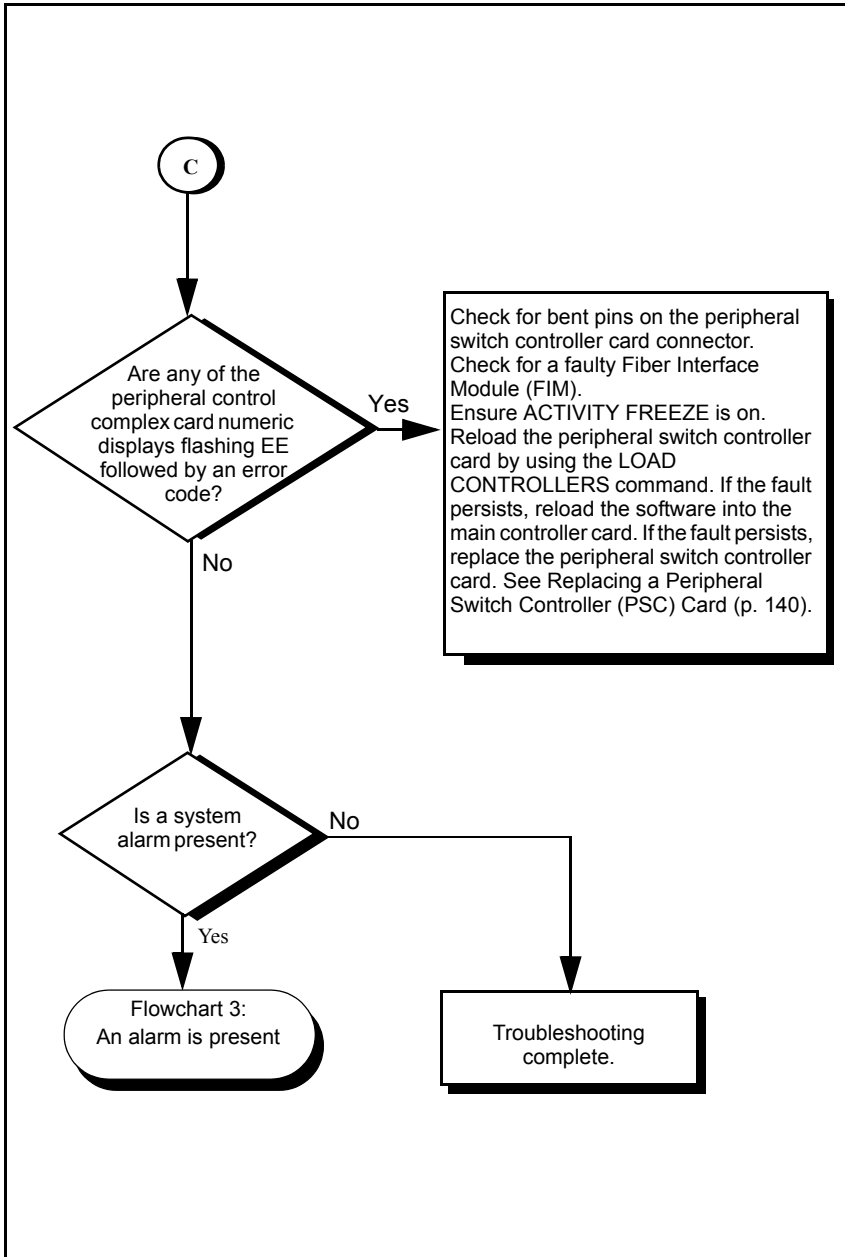 C
Are any of the
peripheral control
complex card numeric
displays flashing EE
followed by an error
code?
Yes
Check for bent pins on the peripheral
switch controller card connector.
Check for a faulty Fiber Interface
Module (FIM).
Ensure ACTIVITY FREEZE is on.
Reload the peripheral switch controller
card by using the LOAD
CONTROLLERS command. If the fault
persists, reload the software into the
main controller card. If the fault persists,
replace the peripheral switch controller
card. See Replacing a Peripheral
Switch Controller (PSC) Card (p. 140).
No
Is a system
alarm present?
No
Yes
Flowchart 3:
An alarm is present
Troubleshooting
complete.